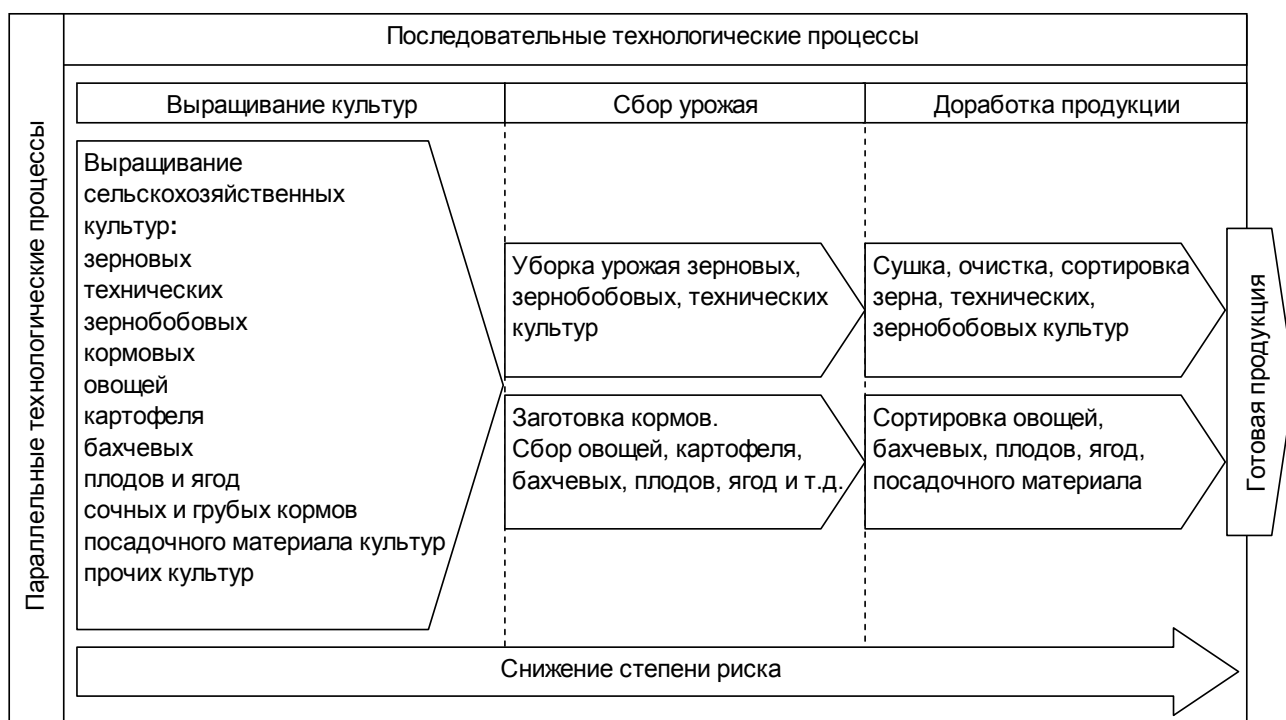 Последовательные технологические процессы
Параллельные технологические процессы
Выращивание культур
Сбор урожая
Доработка продукции
Выращивание
сельскохозяйственных
культур:
зерновых
технических
зернобобовых
кормовых
овощей
картофеля
бахчевых
плодов и ягод
сочных и грубых кормов
посадочного материала культур
прочих культур
Уборка урожая зерновых,
зернобобовых, технических
культур
Заготовка кормов.
Сбор овощей, картофеля,
бахчевых, плодов, ягод и т.д.
Сушка, очистка, сортировка
зерна, технических,
зернобобовых культур
Сортировка овощей,
бахчевых, плодов, ягод,
посадочного материала
Готовая продукция
Снижение степени риска